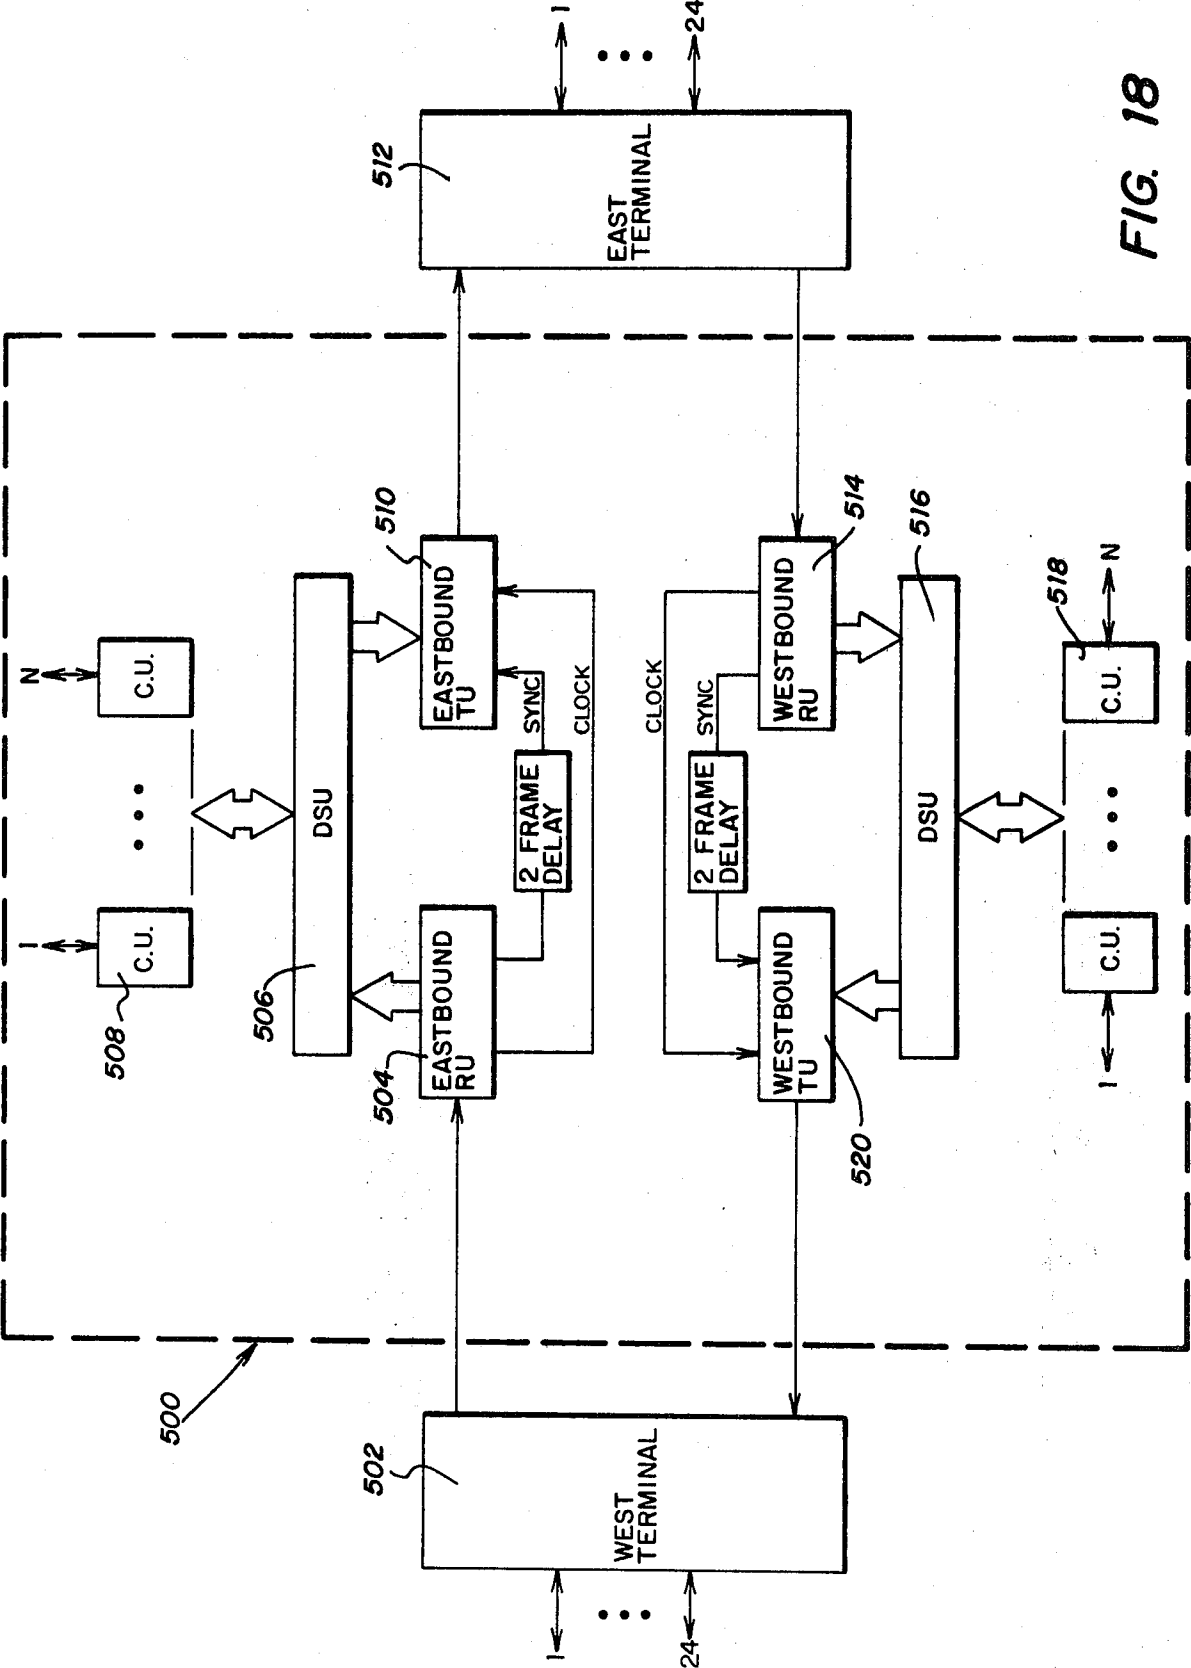 500
1
N
508
C.U.
C.U.
506
DSU
502
504
510
512
EASTBOUND
RU
EASTBOUND
TU
2 FRAME
DELAY
SYNC
CLOCK
1
24
WEST
TERMINAL
EAST
TERMINAL
1
24
CLOCK
2 FRAME
DELAY
SYNC
WESTBOUND
TU
WESTBOUND
RU
520
514
DSU
516
518
1
C.U.
C.U.
N
FIG. 18